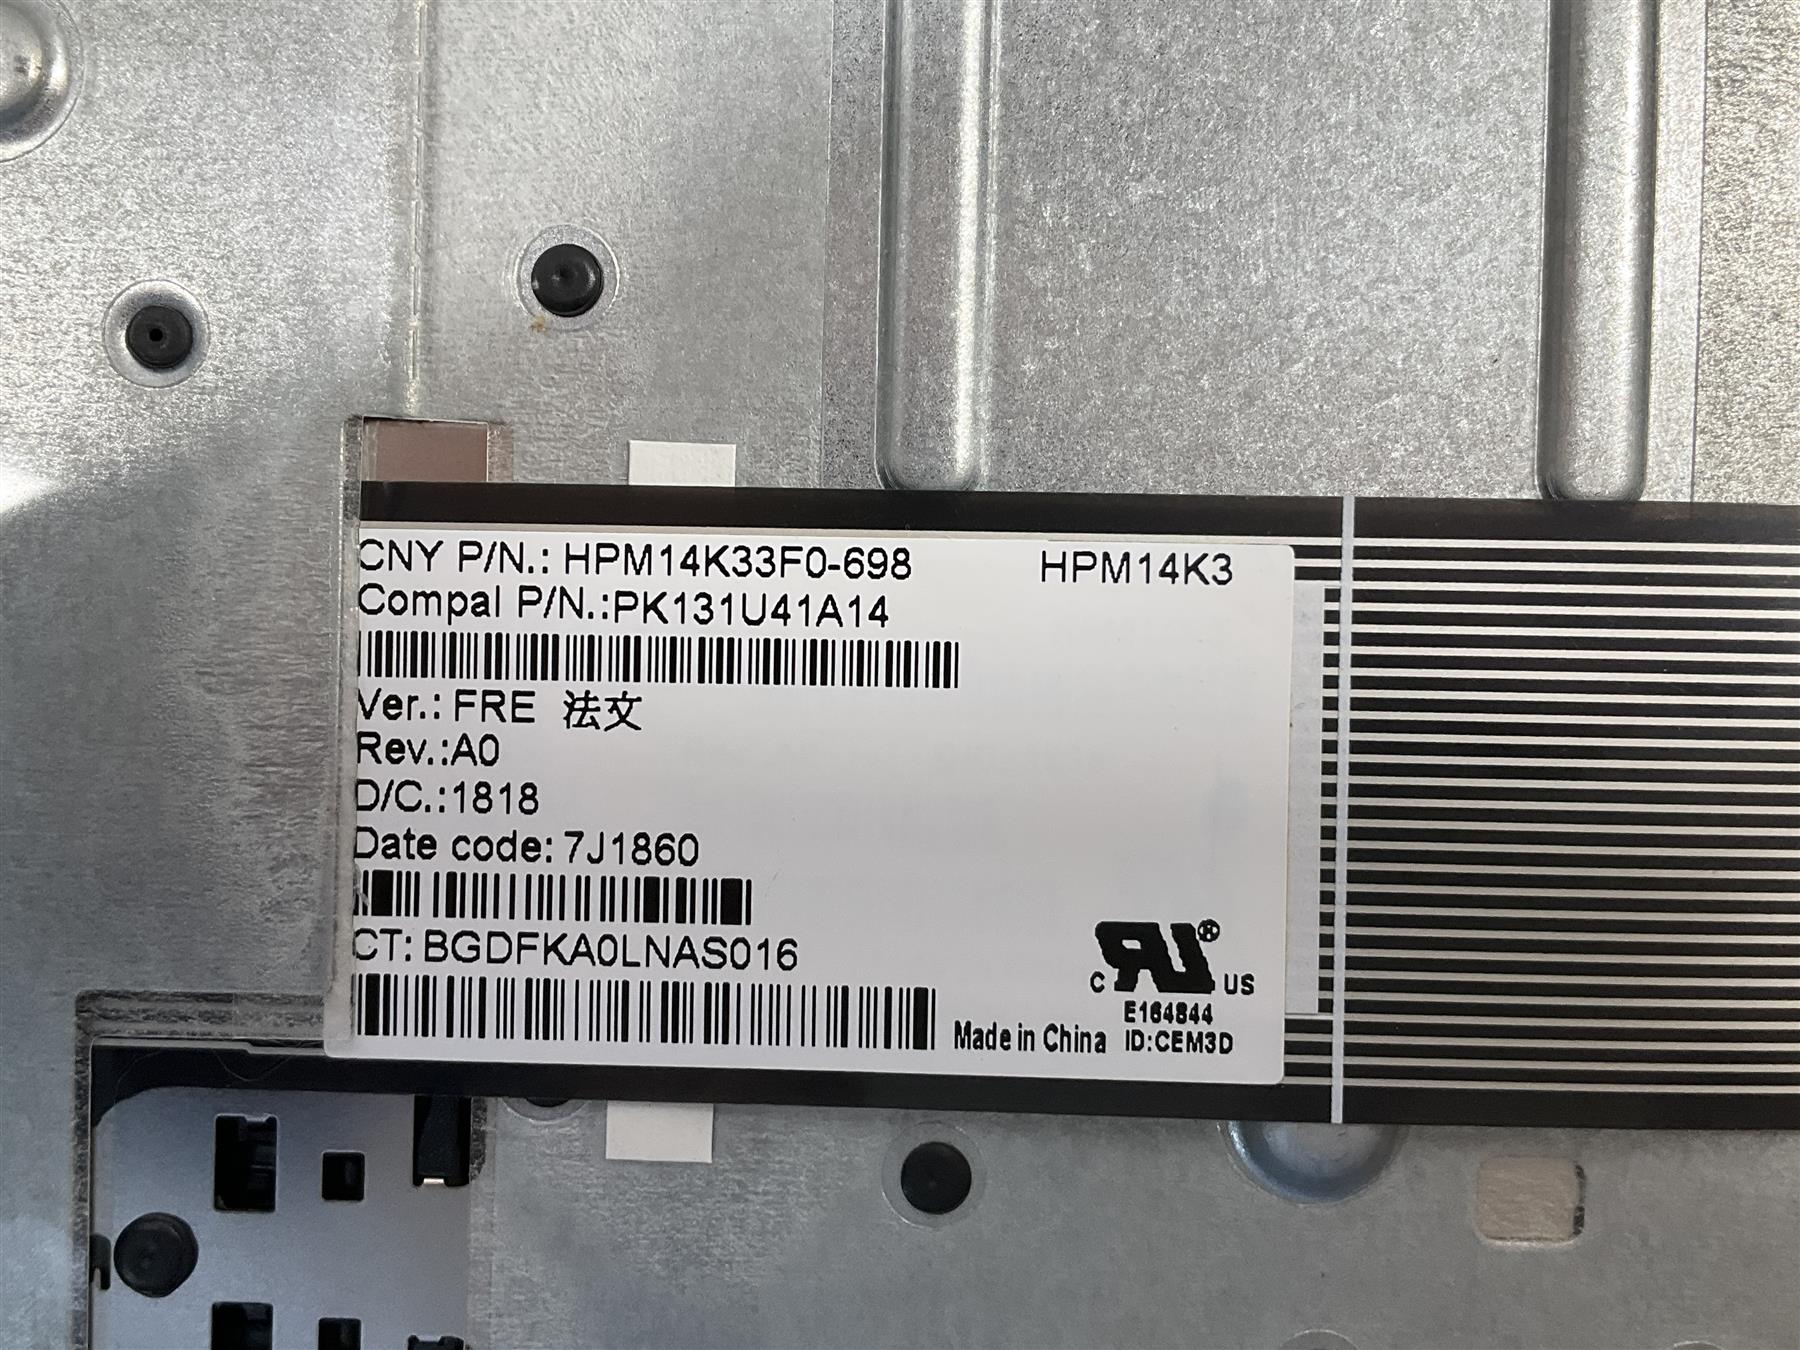 CNY P/N.: HPM14K33F0-698 HPM14K3
Compal P/N.:PK131U41A14
Ver.: FRE 法文
Rev.:A0
D/C.:1818
Date code: 7J1860
CT: BGDFKA0LNAS016
c RU ® US
E164844
Made in China ID:CEM3D